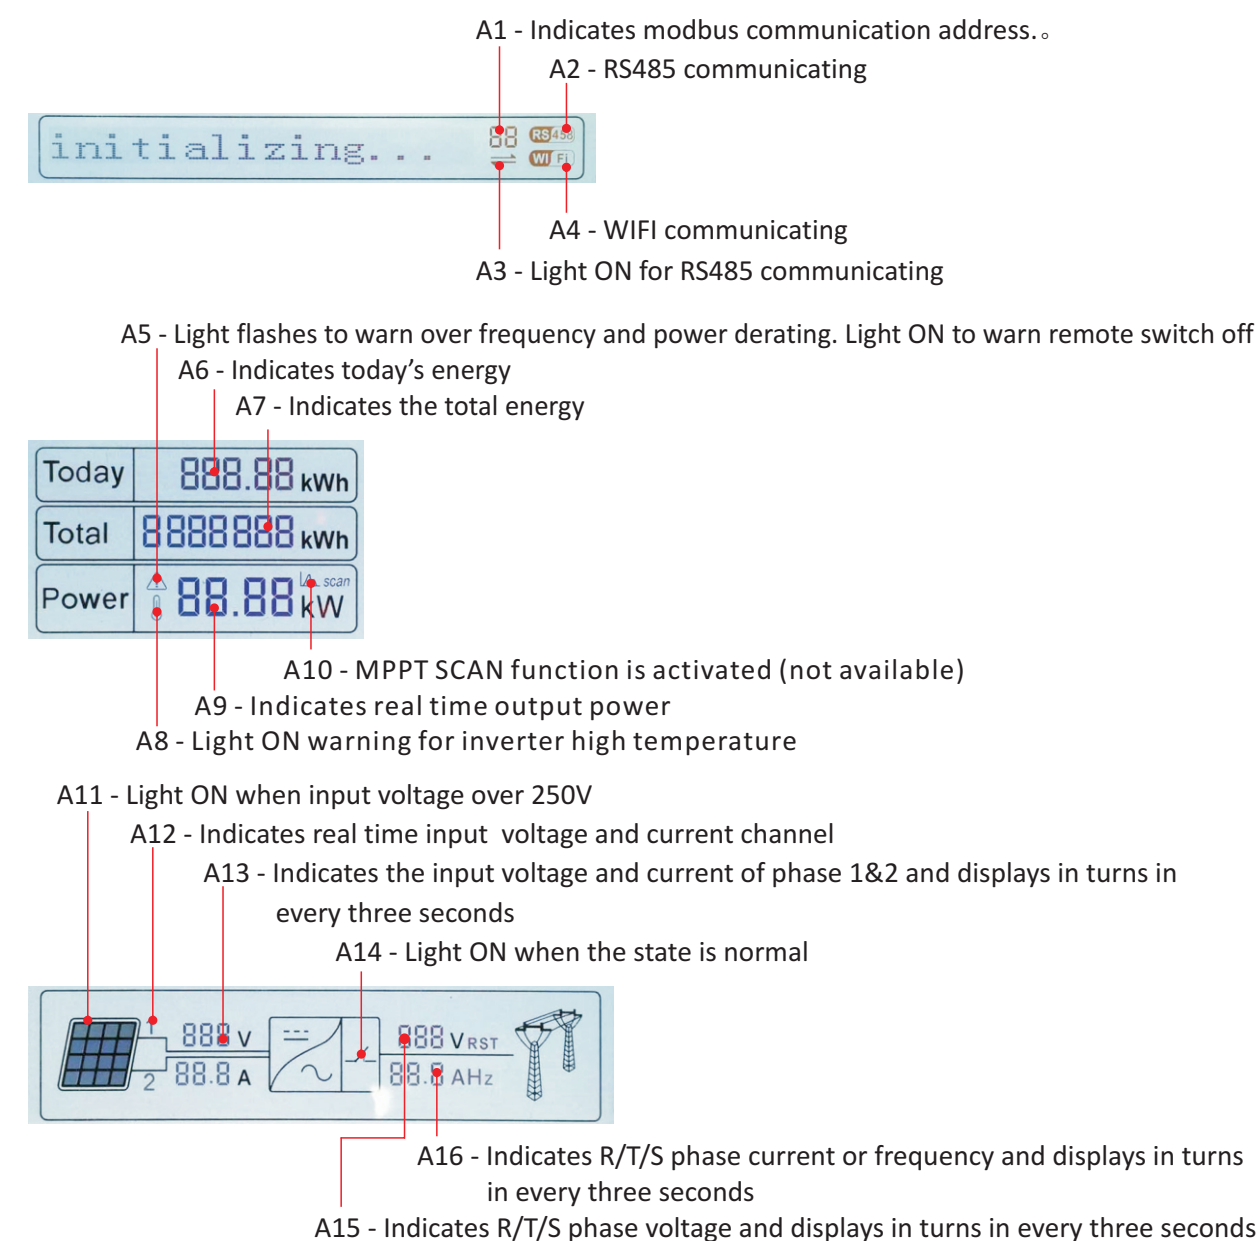 A1 - Indicates modbus communication address.。
A2 - RS485 communicating
initializing... 88 RS458
WI Fi
A4 - WIFI communicating
A3 - Light ON for RS485 communicating
A5 - Light flashes to warn over frequency and power derating. Light ON to warn remote switch off
A6 - Indicates today’s energy
A7 - Indicates the total energy
Today 888.88 kWh
Total 8888888 kWh
scan
Power 88.88 kW
A10 - MPPT SCAN function is activated (not available)
A9 - Indicates real time output power
A8 - Light ON warning for inverter high temperature
A11 - Light ON when input voltage over 250V
A12 - Indicates real time input voltage and current channel
A13 - Indicates the input voltage and current of phase 1&2 and displays in turns in
every three seconds
A14 - Light ON when the state is normal
1 888 V 888 V RST
2 88.8 A 88.8 AHz
A16 - Indicates R/T/S phase current or frequency and displays in turns
in every three seconds
A15 - Indicates R/T/S phase voltage and displays in turns in every three seconds